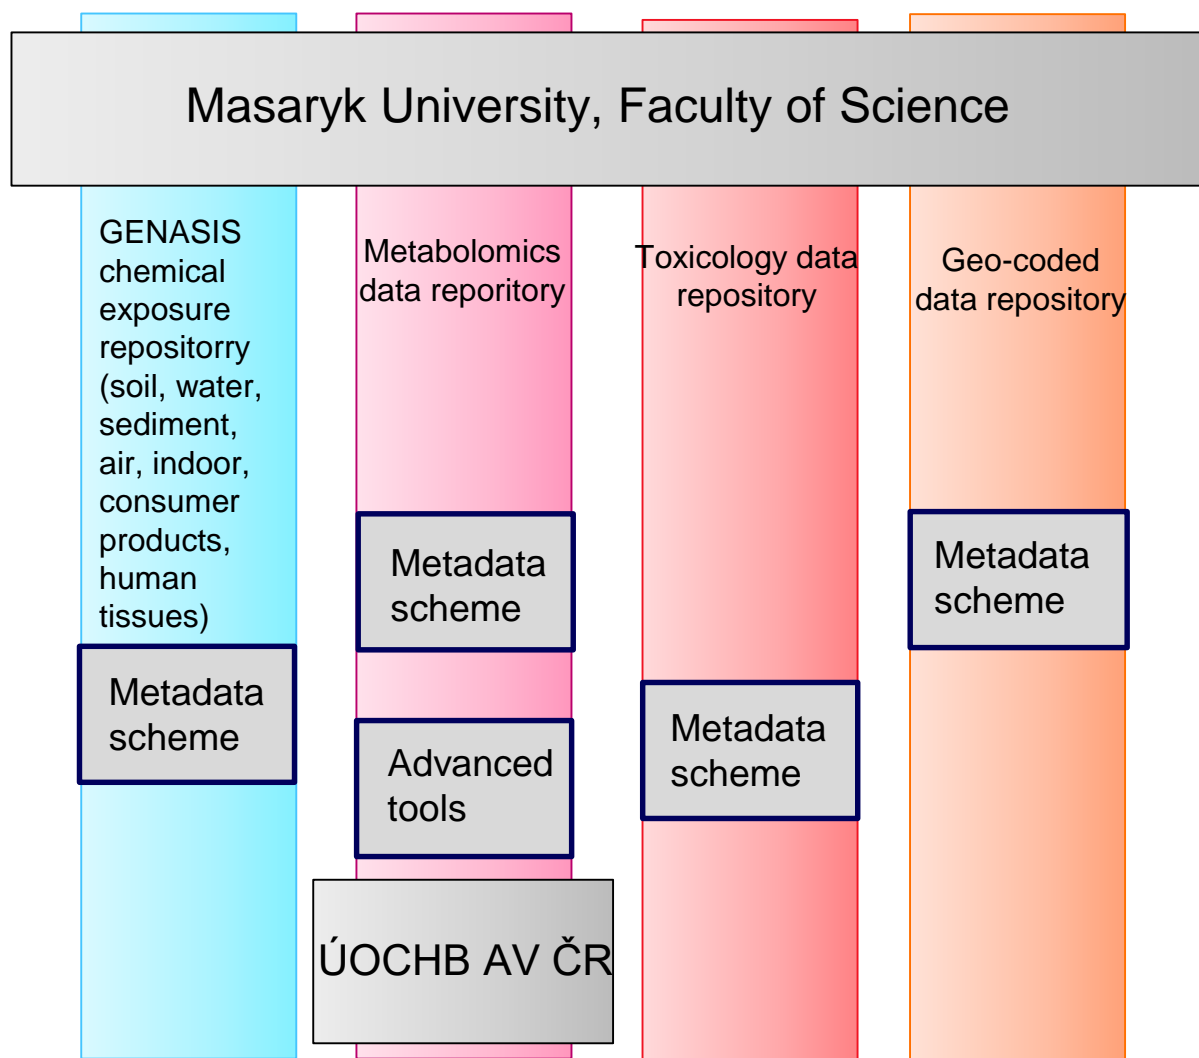 Masaryk University, Faculty of Science
GENASIS
chemical
exposure
repositorry
(soil, water,
sediment,
air, indoor,
consumer
products,
human
tissues)
Metadata
scheme
Metabolomics
data reporitory
Metadata
scheme
Advanced
tools
ÚOCHB AV ČR
Toxicology data
repository
Metadata
scheme
Geo-coded
data repository
Metadata
scheme